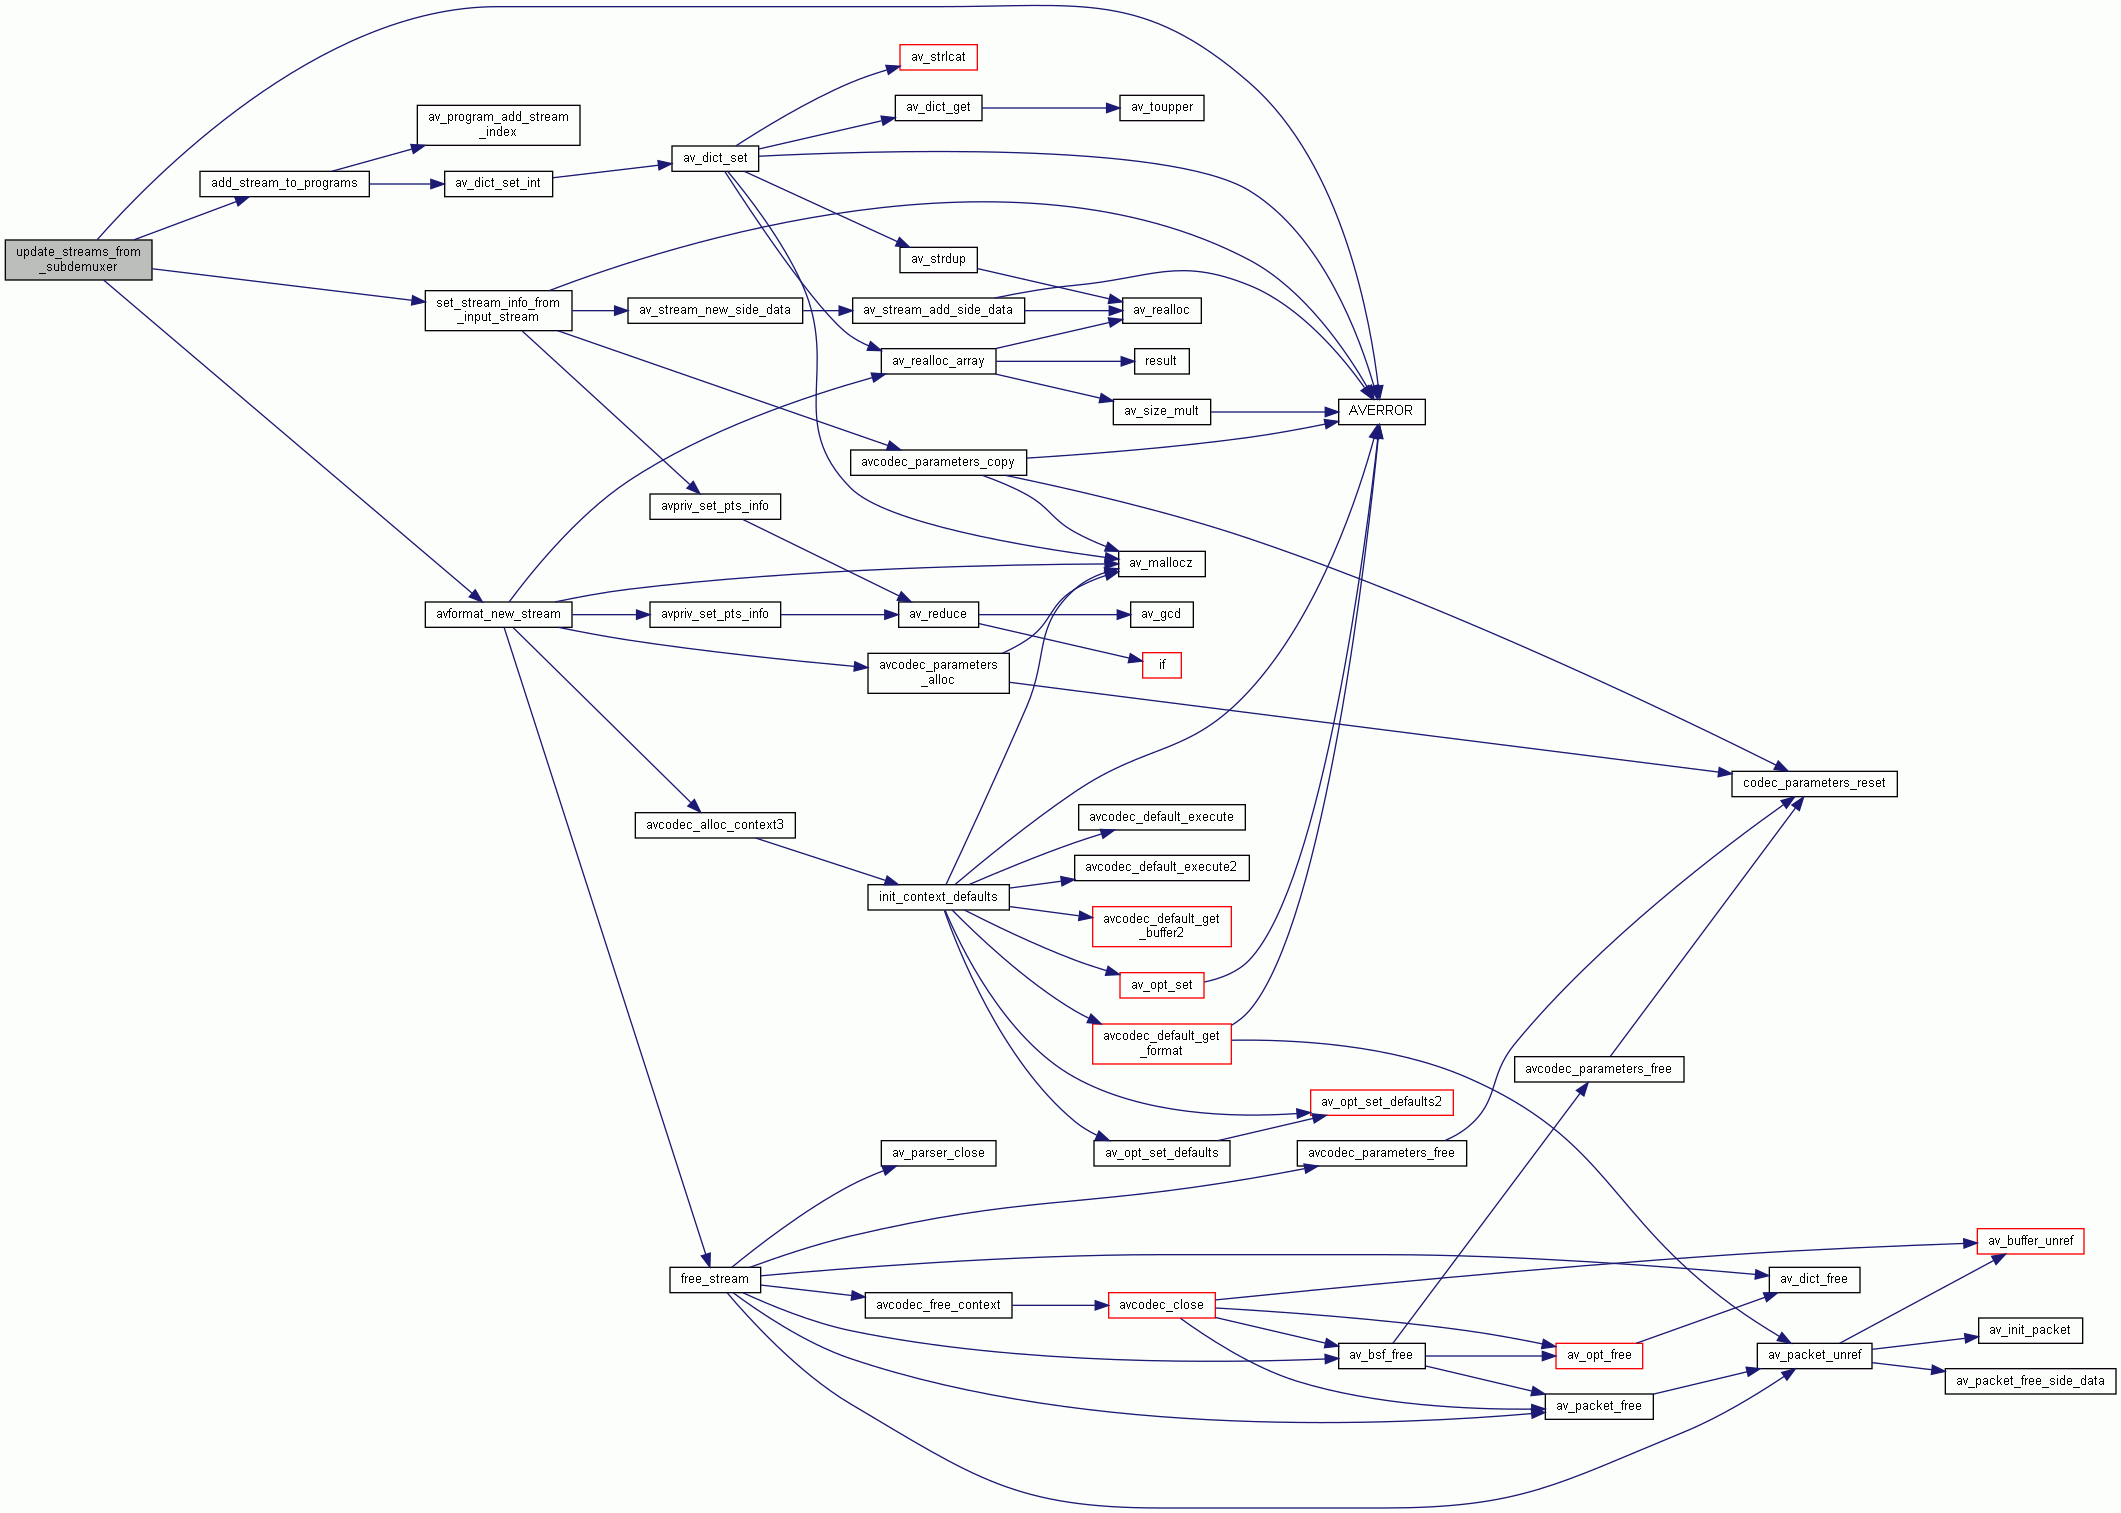 update_streams_from
_subdemuxer
add_stream_to_programs
av_program_add_stream
_index
av_dict_set_int
av_dict_set
av_strlcat
av_dict_get
av_toupper
av_strdup
set_stream_info_from
_input_stream
av_stream_new_side_data
av_stream_add_side_data
av_realloc
av_realloc_array
result
av_size_mult
AVERROR
avcodec_parameters_copy
avpriv_set_pts_info
av_mallocz
avformat_new_stream
avpriv_set_pts_info
av_reduce
av_gcd
if
avcodec_parameters
_alloc
codec_parameters_reset
avcodec_alloc_context3
init_context_defaults
avcodec_default_execute
avcodec_default_execute2
avcodec_default_get
_buffer2
av_opt_set
avcodec_default_get
_format
avcodec_parameters_free
av_opt_set_defaults2
av_opt_set_defaults
avcodec_parameters_free
av_parser_close
free_stream
avcodec_free_context
avcodec_close
av_buffer_unref
av_dict_free
av_init_packet
av_bsf_free
av_opt_free
av_packet_unref
av_packet_free_side_data
av_packet_free